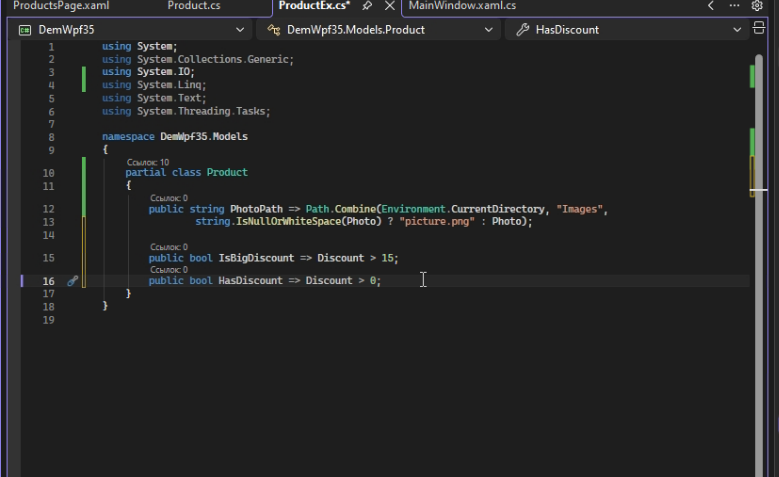 ProductsPage.xaml Product.cs ProductEx.cs* MainWindow.xaml.cs
DemWpf35 DemWpf35.Models.Product HasDiscount
1 using System;
2 using System.Collections.Generic;
3 using System.IO;
4 using System.Linq;
5 using System.Text;
6 using System.Threading.Tasks;
7
8 namespace DemWpf35.Models
9 {
Ссылок: 10
10 partial class Product
11 {
Ссылок: 0
12 public string PhotoPath => Path.Combine(Environment.CurrentDirectory, "Images",
13 string.IsNullOrWhiteSpace(Photo) ? "picture.png" : Photo);
14
Ссылок: 0
15 public bool IsBigDiscount => Discount > 15;
Ссылок: 0
16 public bool HasDiscount => Discount > 0;
17 }
18 }
19